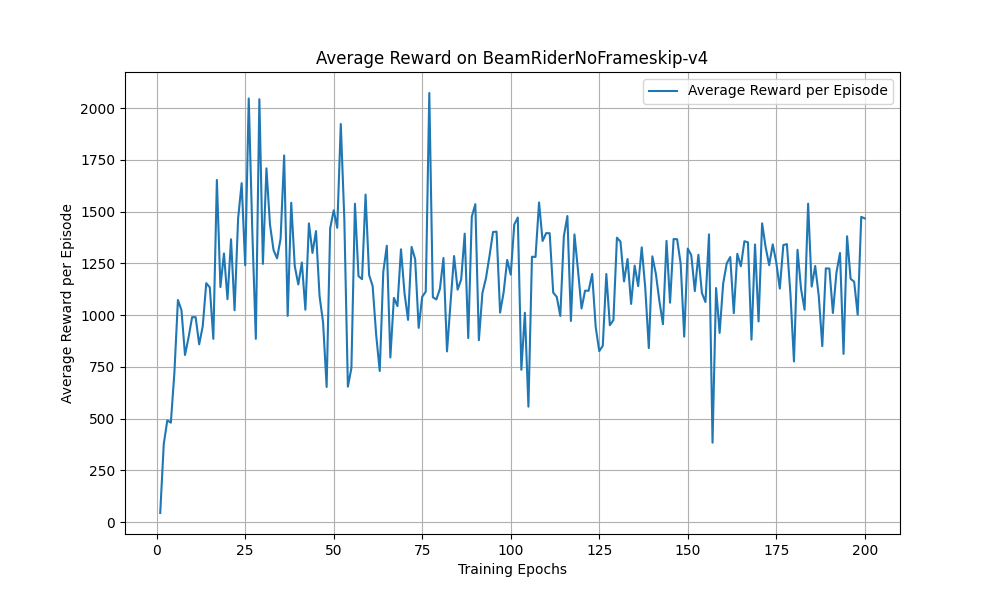 Average Reward on BeamRiderNoFrameskip-v4
Average Reward per Episode
2000
1750
1500
1250
1000
750
500
250
0
Average Reward per Episode
0 25 50 75 100 125 150 175 200
Training Epochs